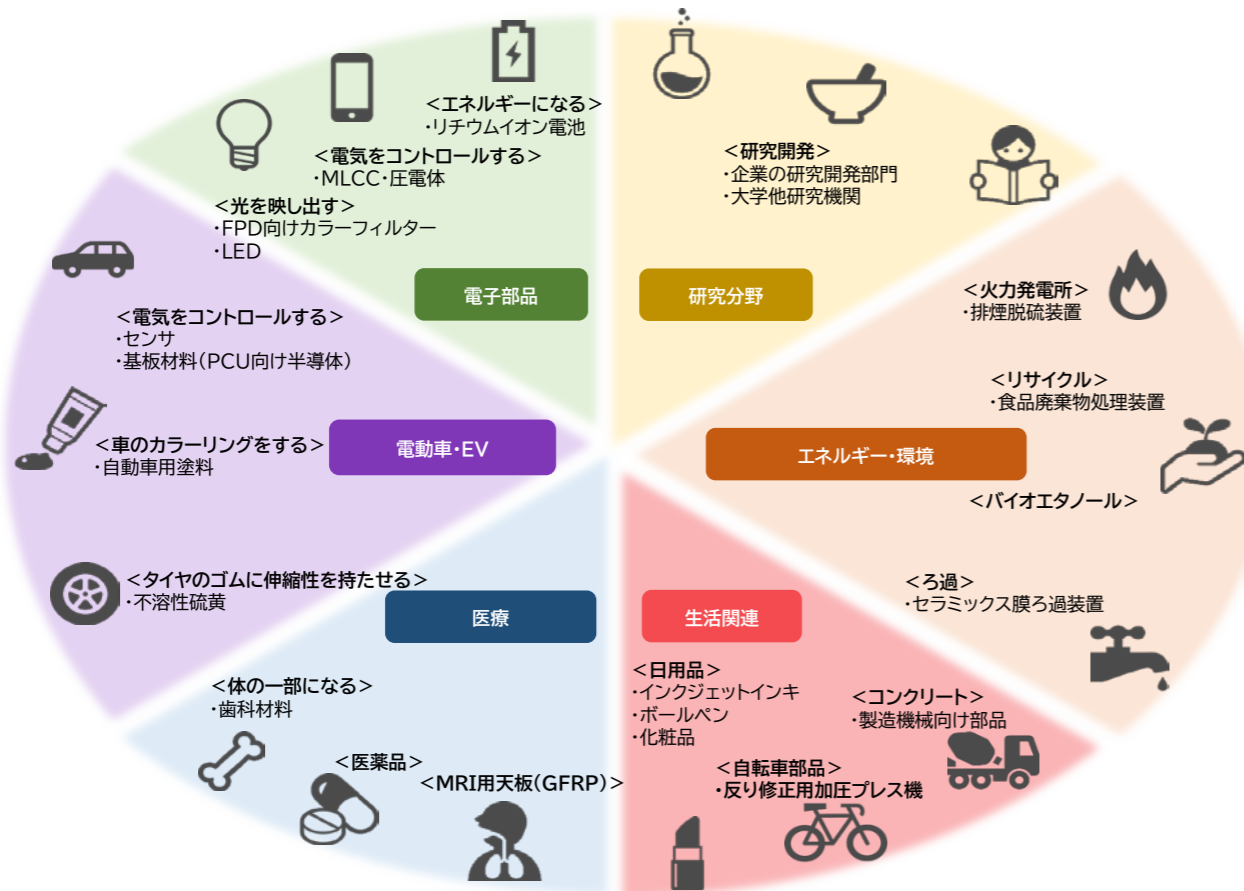 <エネルギーになる>
・リチウムイオン電池
<電気をコントロールする>
・MLCC・圧電体
<光を映し出す>
・FPD向けカラーフィルター
・LED
電子部品
<研究開発>
・企業の研究開発部門
・大学他研究機関
研究分野
<火力発電所>
・排煙脱硫装置
<リサイクル>
・食品廃棄物処理装置
エネルギー・環境
<バイオエタノール>
<ろ過>
・セラミックス膜ろ過装置
<電気をコントロールする>
・センサ
・基板材料(PCU向け半導体)
<車のカラーリングをする>
・自動車用塗料
電動車・EV
<タイヤのゴムに伸縮性を持たせる>
・不溶性硫黄
医療
<体の一部になる>
・歯科材料
<医薬品>
<MRI用天板(GFRP)>
生活関連
<日用品>
・インクジェットインキ
・ボールペン
・化粧品
<コンクリート>
・製造機械向け部品
<自転車部品>
・反り修正用加圧プレス機